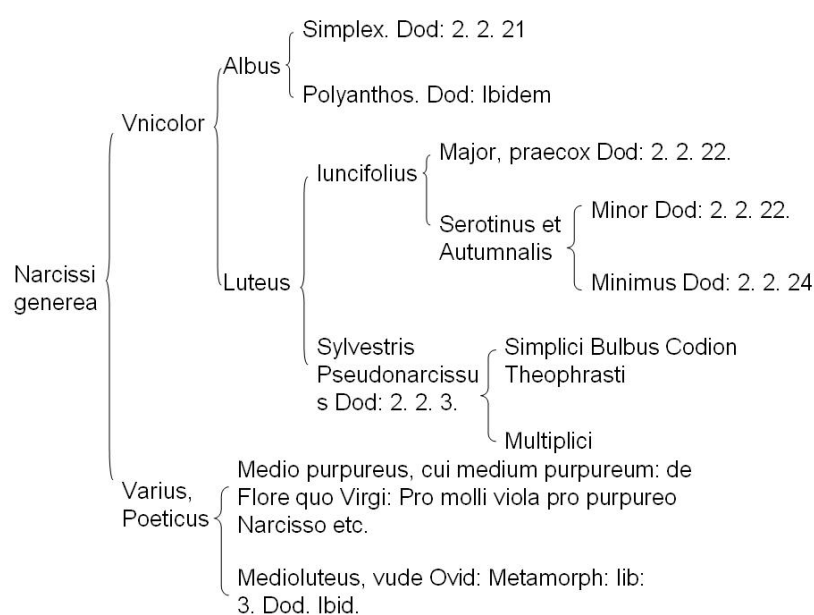 Narcissi
generea
Vnicolor
Albus
Simplex. Dod: 2. 2. 21
Polyanthos. Dod: Ibidem
Luteus
Iuncifolius
Major, praecox Dod: 2. 2. 22.
Serotinus et
Autumnalis
Minor Dod: 2. 2. 22.
Minimus Dod: 2. 2. 24
Sylvestris
Pseudonarcissu
s Dod: 2. 2. 3.
Simplici Bulbus Codion
Theophrasti
Multiplici
Varius,
Poeticus
Medio purpureus, cui medium purpureum: de
Flore quo Virgi: Pro molli viola pro purpureo
Narcisso etc.
Medioluteus, vude Ovid: Metamorph: lib:
3. Dod. Ibid.